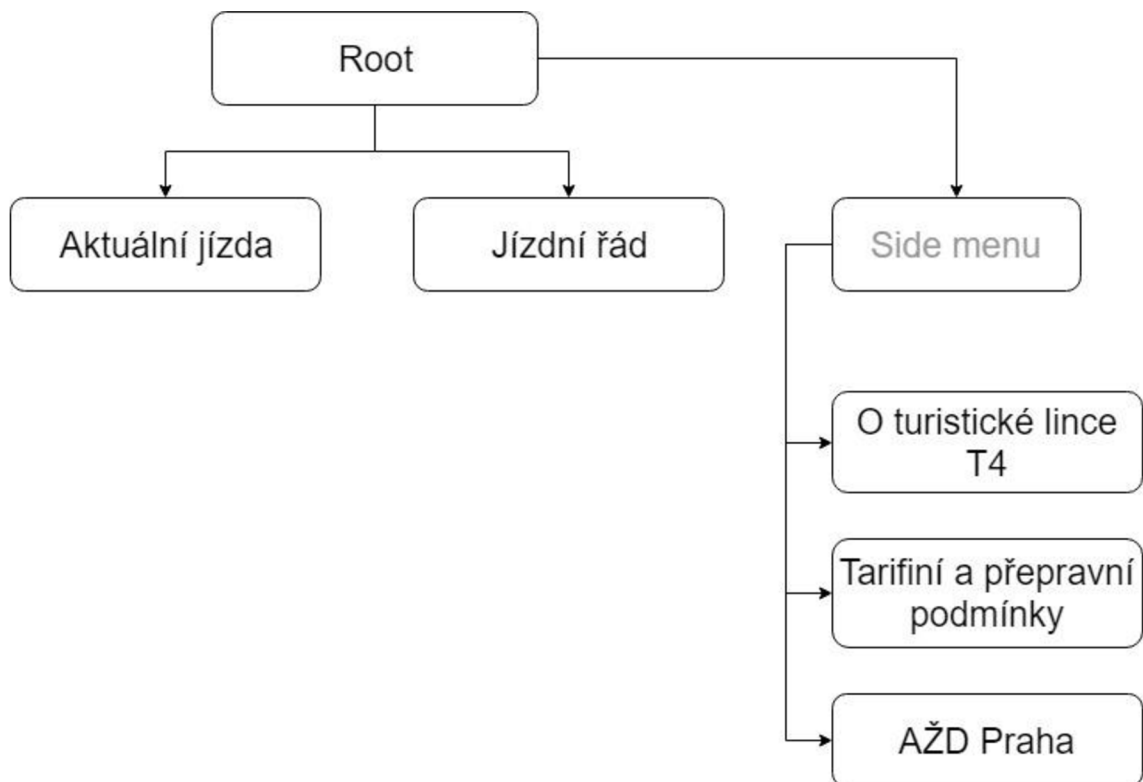 Root
Aktuální jízda
Jízdní řád
Side menu
O turistické lince
T4
Tarifiní a přepravní
podmínky
AŽD Praha